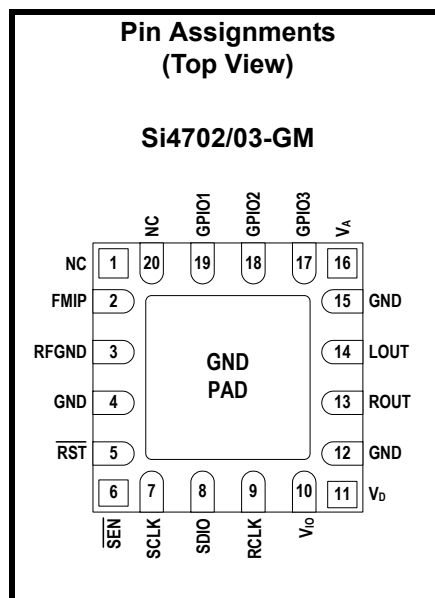 Pin Assignments
(Top View)
Si4702/03-GM
NC
GPIO1
GPIO2
GPIO3
VA
NC 1 20 19 18 17 16
FMIP 2 15 GND
RFGND 3 14 LOUT
GND PAD
GND 4 13 ROUT
RST 5 12 GND
6 7 8 9 10 11 VD
SEN
SCLK
SDIO
RCLK
VIO